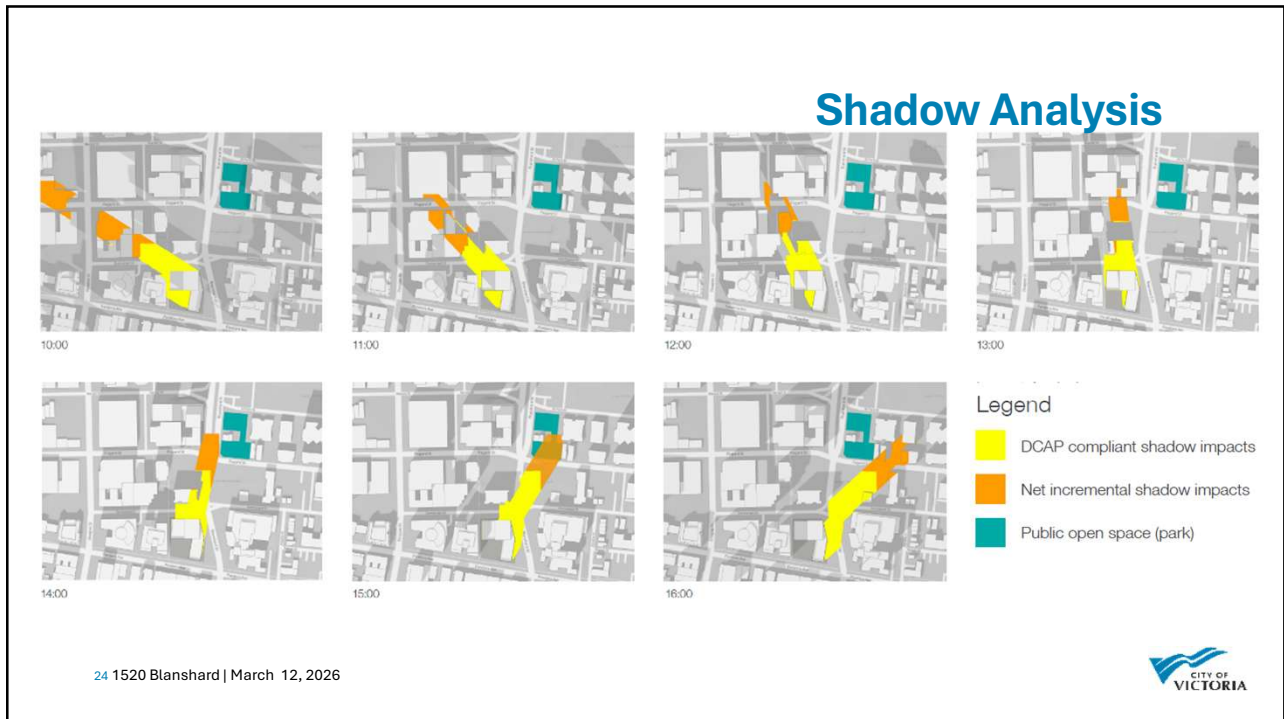 Shadow Analysis
10:00
11:00
12:00
13:00
14:00
15:00
16:00
Legend
DCAP compliant shadow impacts
Net incremental shadow impacts
Public open space (park)
24 1520 Blanshard | March 12, 2026
CITY OF
VICTORIA